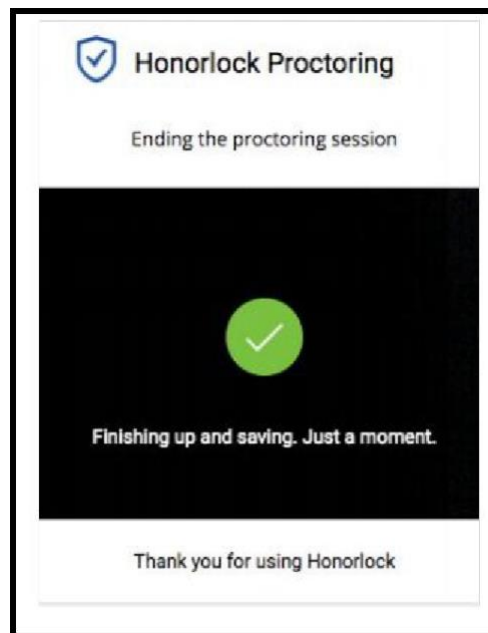 Honorlock Proctoring
Ending the proctoring session
Finishing up and saving. Just a moment.
Thank you for using Honorlock